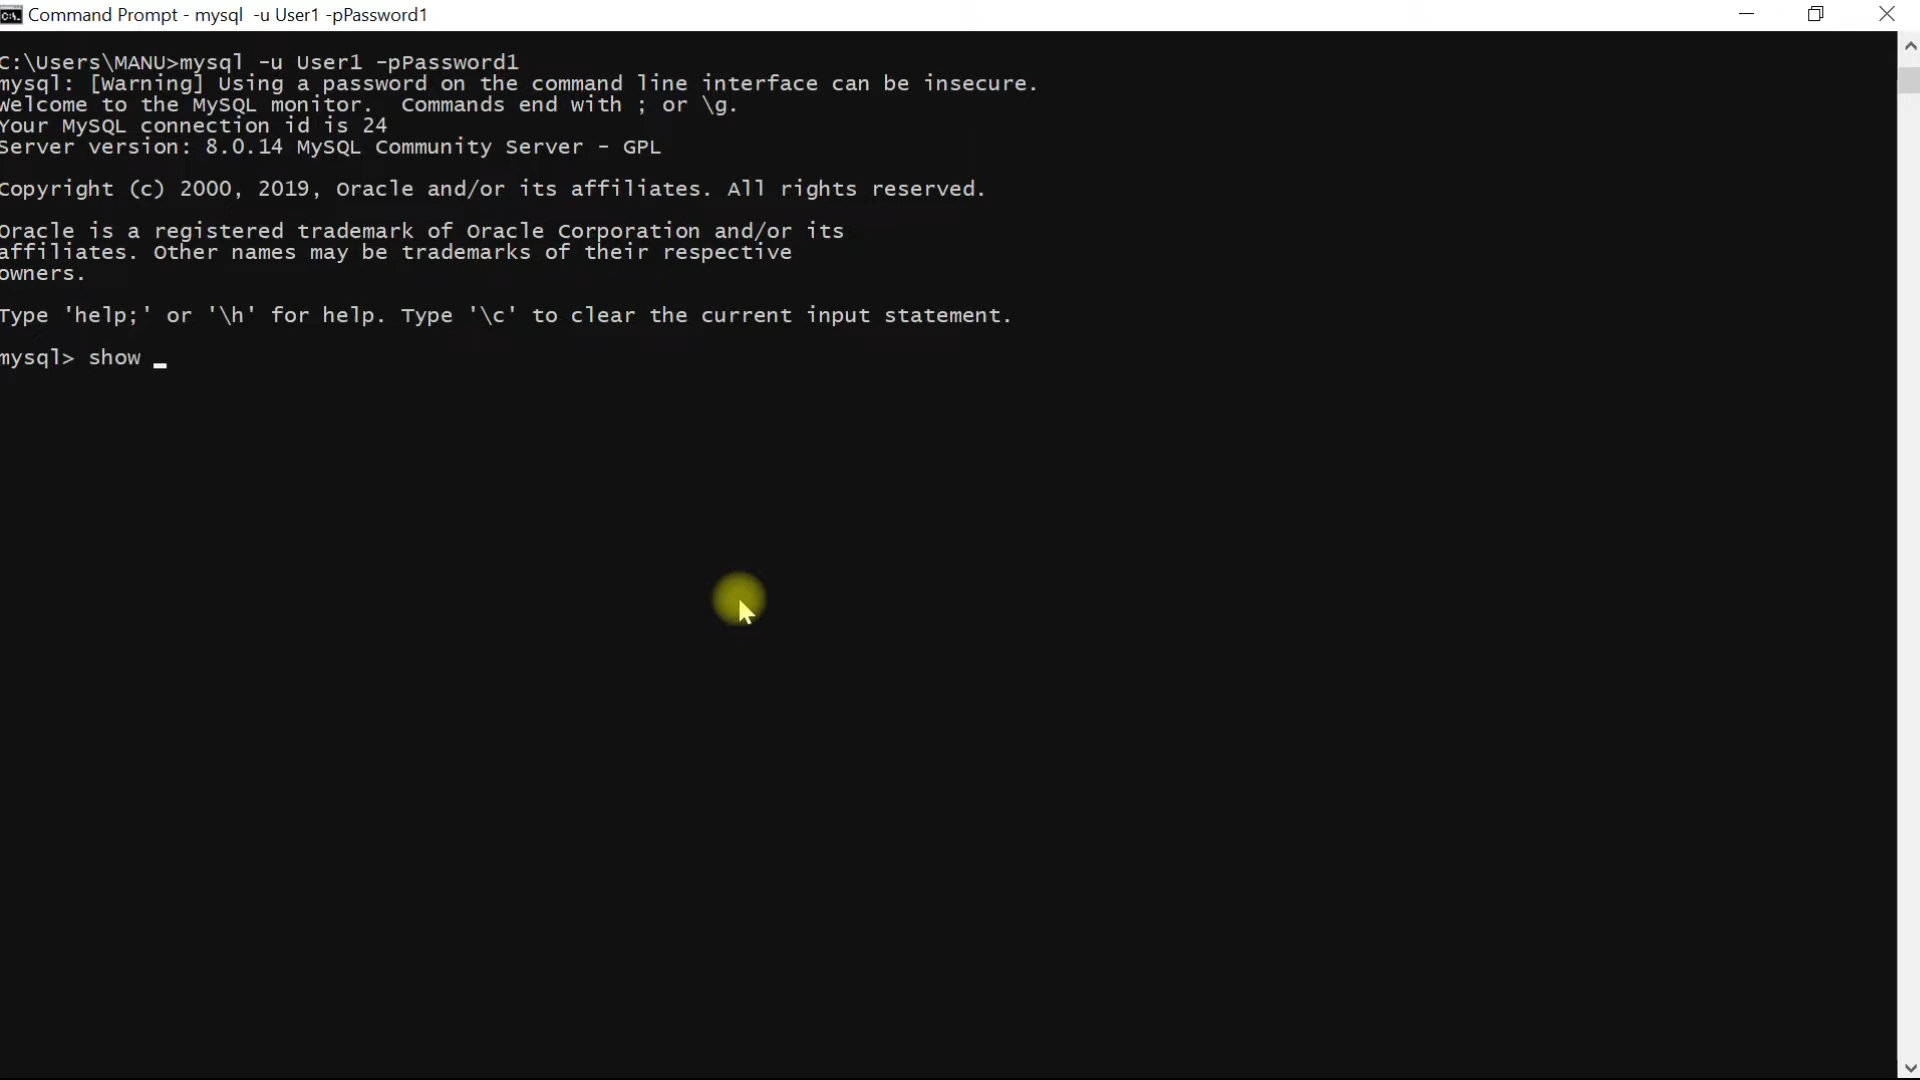 Command Prompt - mysql -u User1 -pPassword1
C:\Users\MANU>mysql -u User1 -pPassword1
mysql: [Warning] Using a password on the command line interface can be insecure.
Welcome to the MySQL monitor.  Commands end with ; or \g.
Your MySQL connection id is 24
Server version: 8.0.14 MySQL Community Server - GPL
Copyright (c) 2000, 2019, Oracle and/or its affiliates. All rights reserved.
Oracle is a registered trademark of Oracle Corporation and/or its
affiliates. Other names may be trademarks of their respective
owners.
Type 'help;' or '\h' for help. Type '\c' to clear the current input statement.
mysql> show _